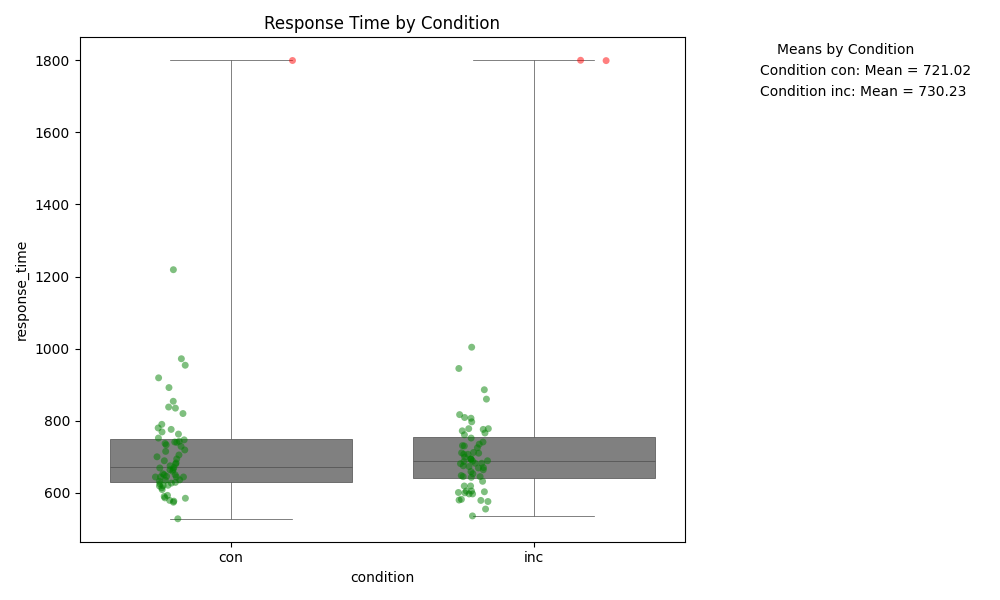 Response Time by Condition
Means by Condition
Condition con: Mean = 721.02
Condition inc: Mean = 730.23
response_time
1800
1600
1400
1200
1000
800
600
con
inc
condition